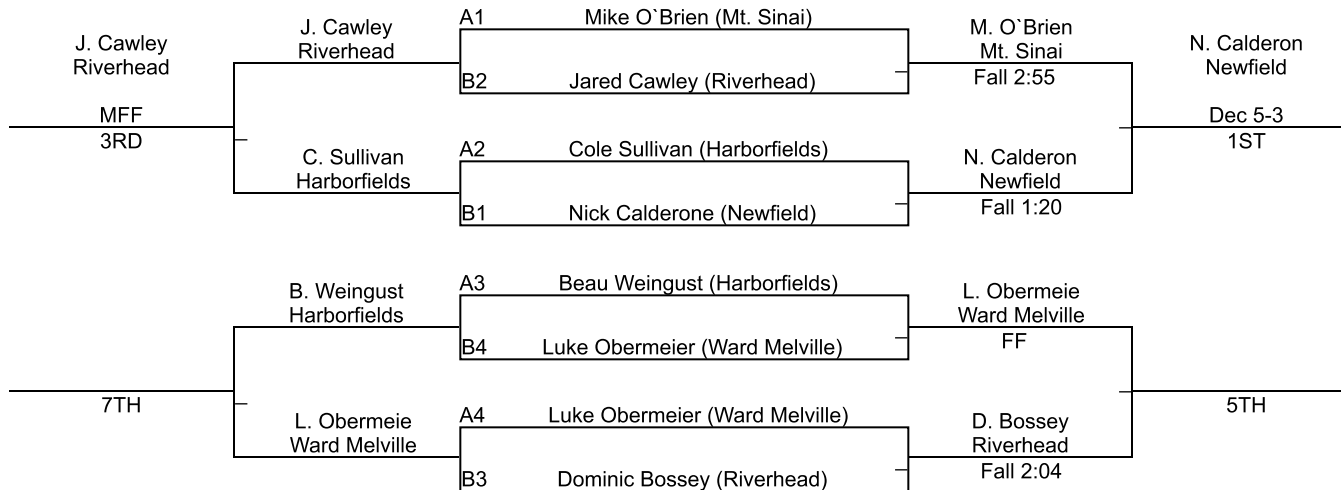 A1 Mike O`Brien (Mt. Sinai)
J. Cawley
Riverhead
J. Cawley
Riverhead
M. O`Brien
Mt. Sinai
Fall 2:55
N. Calderon
Newfield
B2 Jared Cawley (Riverhead)
MFF
3RD
Dec 5-3
1ST
C. Sullivan
Harborfields
A2 Cole Sullivan (Harborfields)
N. Calderon
Newfield
Fall 1:20
B1 Nick Calderone (Newfield)
A3 Beau Weingust (Harborfields)
B. Weingust
Harborfields
L. Obermeie
Ward Melville
FF
B4 Luke Obermeier (Ward Melville)
7TH
5TH
A4 Luke Obermeier (Ward Melville)
L. Obermeie
Ward Melville
D. Bossey
Riverhead
Fall 2:04
B3 Dominic Bossey (Riverhead)